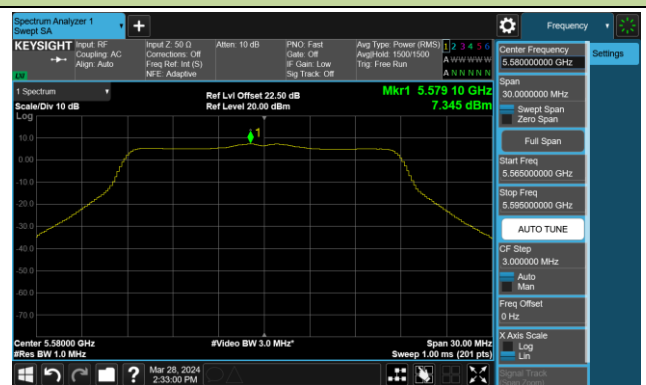 Spectrum Analyzer 1
Swept SA
Frequency
KEYSIGHT
Input: RF
Coupling: AC
Align: Auto
Input Z: 50 Ω
Corrections: Off
Freq Ref: Int (S)
NFE: Adaptive
Atten: 10 dB
PNO: Fast
Gate: Off
IF Gain: Low
Sig Track: Off
Avg Type: Power (RMS)
Avg|Hold: 1500/1500
Trig: Free Run
1 2 3 4 5 6
A W W W W W
A N N N N N
LW
1 Spectrum
Scale/Div 10 dB
Ref Lvl Offset 22.50 dB
Ref Level 20.00 dBm
Mkr1 5.579 10 GHz
7.345 dBm
Log
1
10.0
0.00
-10.0
-20.0
-30.0
-40.0
-50.0
-60.0
-70.0
Center 5.58000 GHz
#Res BW 1.0 MHz
#Video BW 3.0 MHz*
Span 30.00 MHz
Sweep 1.00 ms (201 pts)
Center Frequency
5.580000000 GHz
Settings
Span
30.0000000 MHz
Swept Span
Zero Span
Full Span
Start Freq
5.565000000 GHz
Stop Freq
5.595000000 GHz
AUTO TUNE
CF Step
3.000000 MHz
Auto
Man
Freq Offset
0 Hz
X Axis Scale
Log
Lin
Signal Track
(Span Zoom)
?
Mar 28, 2024
2:33:00 PM